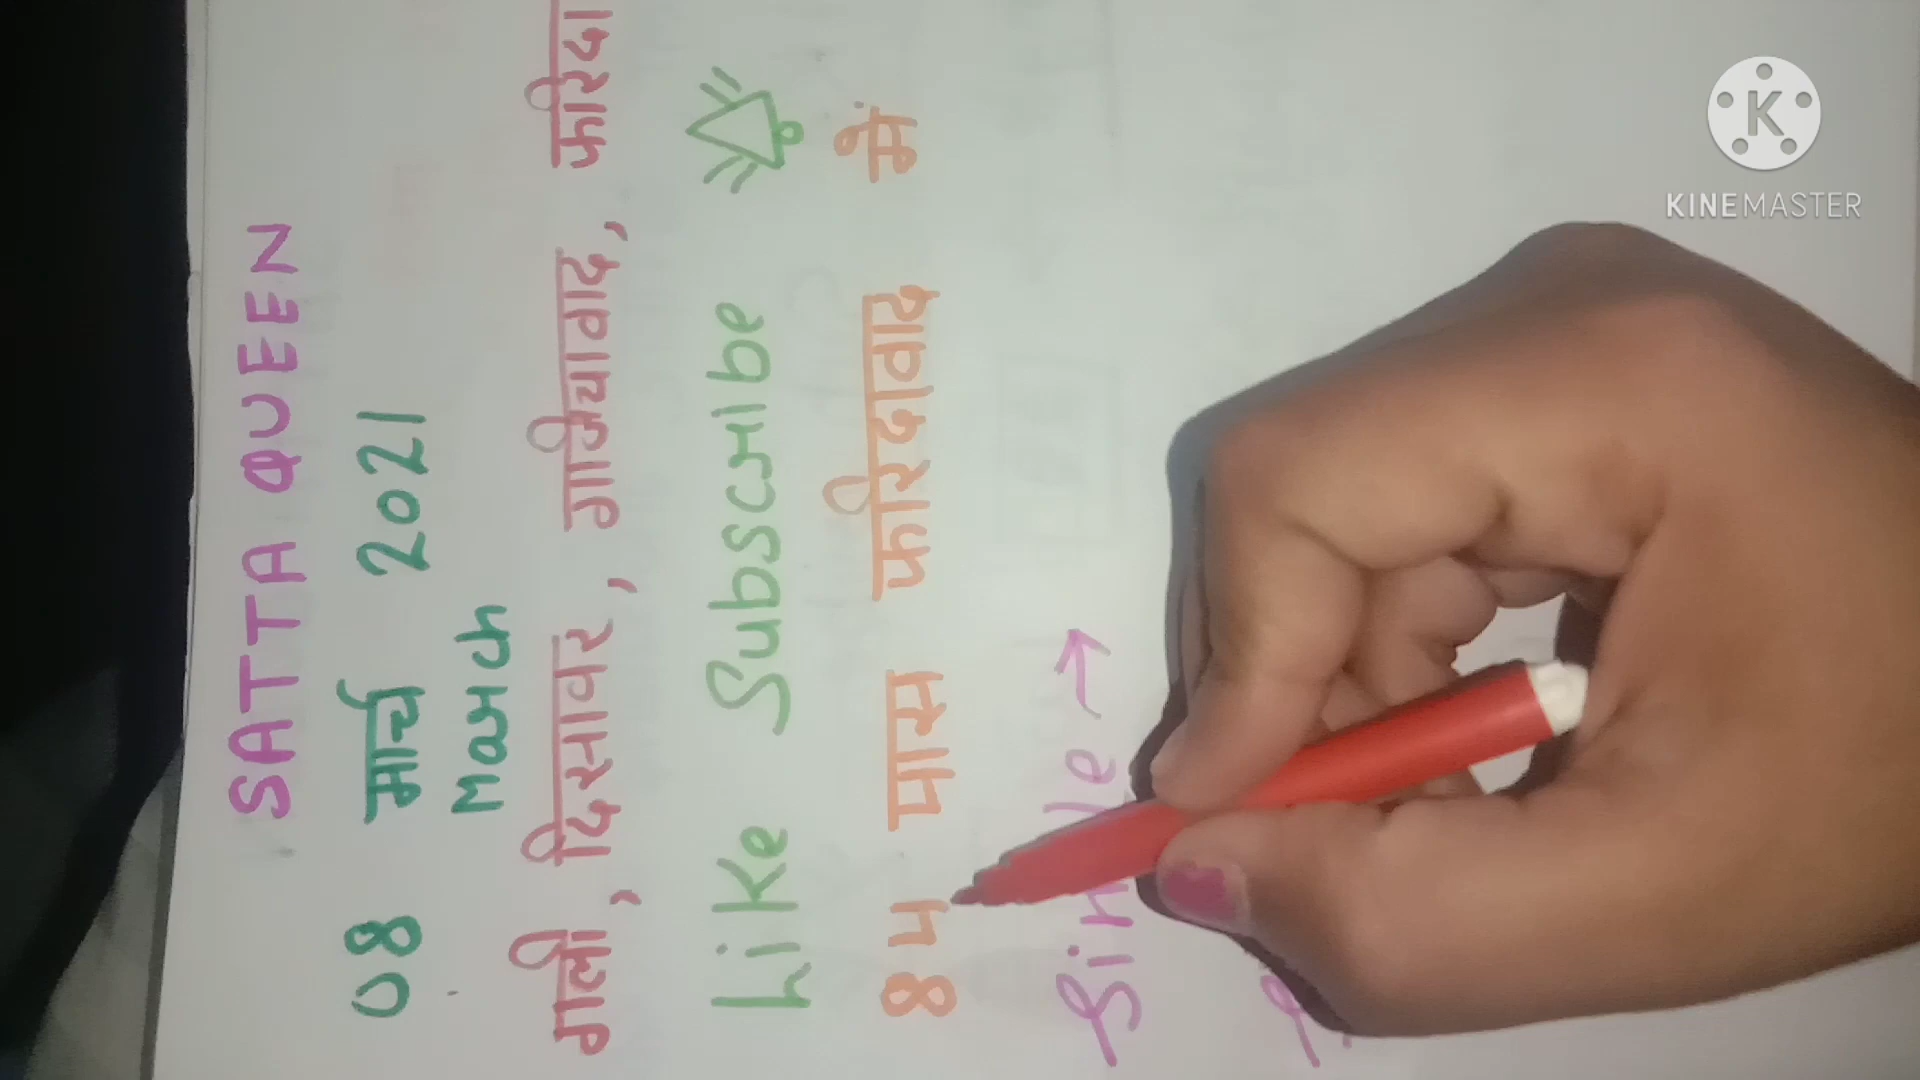 SATTA QUEEN
08 मार्च 2021
March
गली, दिसावर, गाजियाबाद, फरिदा
Like Subscribe
84 पास फरिदाबाद में
→
KINEMASTER